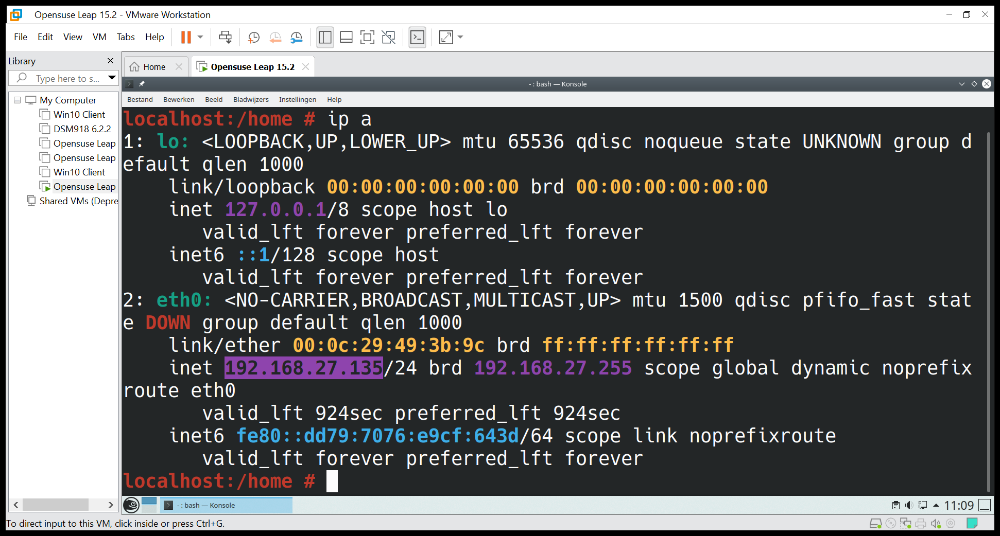 Opensuse Leap 15.2 - VMware Workstation
File Edit View VM Tabs Help
Library
Type here to s...
My Computer
Win10 Client
DSM918 6.2.2
Opensuse Leap
Opensuse Leap
Win10 Client
Opensuse Leap
Shared VMs (Depre
Home
Opensuse Leap 15.2
- : bash — Konsole
Bestand Bewerken Beeld Bladwijzers Instellingen Help
localhost:/home # ip a
1: lo: <LOOPBACK,UP,LOWER_UP> mtu 65536 qdisc noqueue state UNKNOWN group d
efault qlen 1000
    link/loopback 00:00:00:00:00:00 brd 00:00:00:00:00:00
    inet 127.0.0.1/8 scope host lo
       valid_lft forever preferred_lft forever
    inet6 ::1/128 scope host
       valid_lft forever preferred_lft forever
2: eth0: <NO-CARRIER,BROADCAST,MULTICAST,UP> mtu 1500 qdisc pfifo_fast stat
e DOWN group default qlen 1000
    link/ether 00:0c:29:49:3b:9c brd ff:ff:ff:ff:ff:ff
    inet 192.168.27.135/24 brd 192.168.27.255 scope global dynamic noprefix
route eth0
       valid_lft 924sec preferred_lft 924sec
    inet6 fe80::dd79:7076:e9cf:643d/64 scope link noprefixroute
       valid_lft forever preferred_lft forever
localhost:/home #
- : bash — Konsole
11:09
To direct input to this VM, click inside or press Ctrl+G.